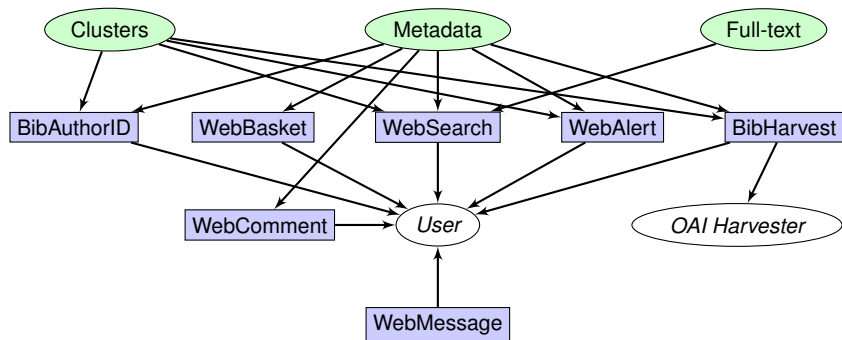 Clusters
Metadata
Full-text
BibAuthorID
WebBasket
WebSearch
WebAlert
BibHarvest
WebComment
User
OAI Harvester
WebMessage